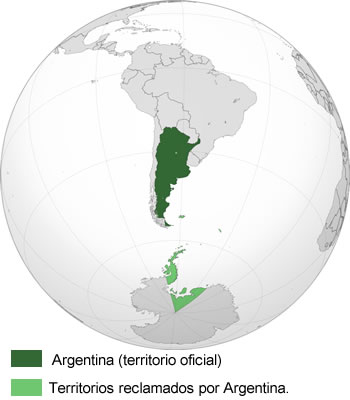 Argentina (territorio oficial)
Territorios reclamados por Argentina.